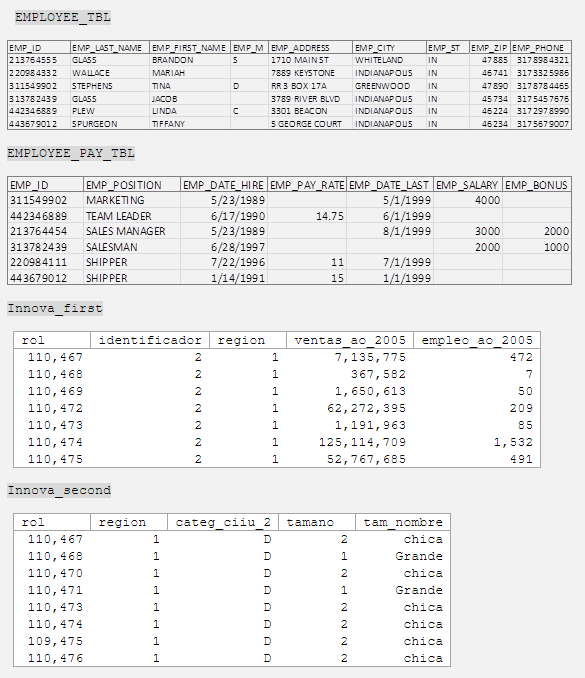 EMPLOYEE_TBL
EMP_ID EMP_LAST_NAME EMP_FIRST_NAME EMP_M EMP_ADDRESS EMP_CITY EMP_ST EMP_ZIP EMP_PHONE
213764555 GLASS BRANDON S 1710 MAIN ST WHITELAND IN 47885 3178984321
220984332 WALLACE MARIAH 7889 KEYSTONE INDIANAPOLIS IN 46741 3173325986
311549902 STEPHENS TINA D RR 3 BOX 17A GREENWOOD IN 47890 3178784465
313782439 GLASS JACOB 3789 RIVER BLVD INDIANAPOLIS IN 45734 3175457676
442346889 PLEW LINDA C 3301 BEACON INDIANAPOLIS IN 46224 3172978990
443679012 SPURGEON TIFFANY 5 GEORGE COURT INDIANAPOLIS IN 46234 3175679007
EMPLOYEE_PAY_TBL
EMP_ID EMP_POSITION EMP_DATE_HIRE EMP_PAY_RATE EMP_DATE_LAST EMP_SALARY EMP_BONUS
311549902 MARKETING 5/23/1989 5/1/1999 4000
442346889 TEAM LEADER 6/17/1990 14.75 6/1/1999
213764454 SALES MANAGER 5/23/1989 8/1/1999 3000 2000
313782439 SALESMAN 6/28/1997 2000 1000
220984111 SHIPPER 7/22/1996 11 7/1/1999
443679012 SHIPPER 1/14/1991 15 1/1/1999
Innova_first
rol identificador region ventas_ao_2005 empleo_ao_2005
110,467 2 1 7,135,775 472
110,468 2 1 367,582 7
110,469 2 1 1,650,613 50
110,472 2 1 62,272,395 209
110,473 2 1 1,191,963 85
110,474 2 1 125,114,709 1,532
110,475 2 1 52,767,685 491
Innova_second
rol region categ_ciiu_2 tamano tam_nombre
110,467 1 D 2 chica
110,468 1 D 1 Grande
110,470 1 D 2 chica
110,471 1 D 1 Grande
110,473 1 D 2 chica
110,474 1 D 2 chica
109,475 1 D 2 chica
110,476 1 D 2 chica